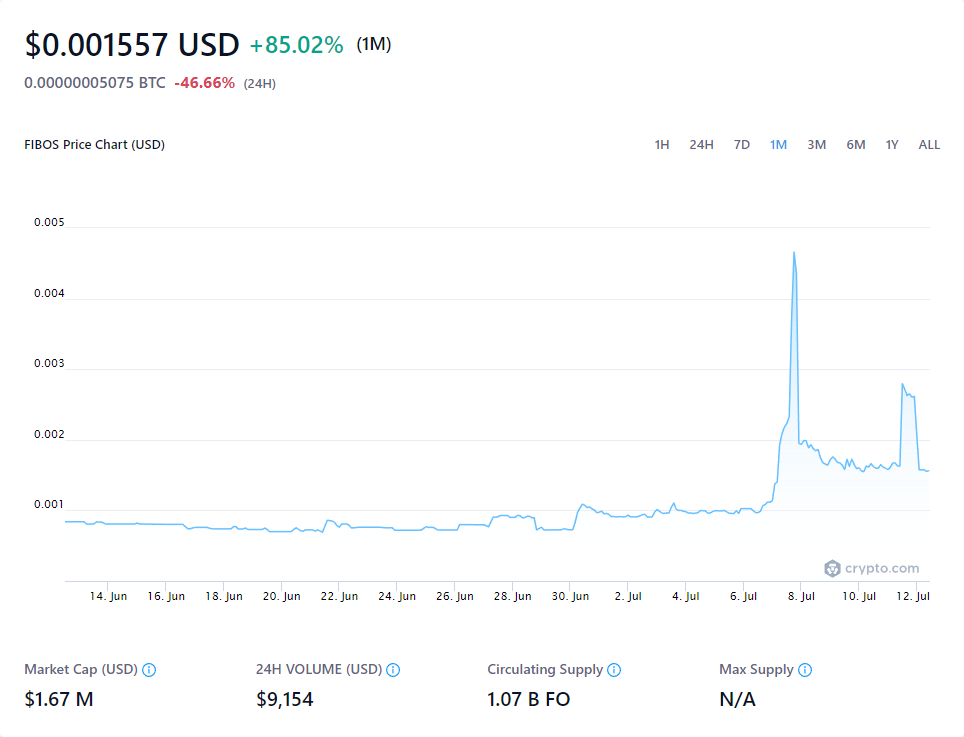 $0.001557 USD +85.02% (1M)
0.00000005075 BTC -46.66% (24H)
FIBOS Price Chart (USD) 1H 24H 7D 1M 3M 6M 1Y ALL
0.005
0.004
0.003
0.002
0.001
crypto.com
14. Jun 16. Jun 18. Jun 20. Jun 22. Jun 24. Jun 26. Jun 28. Jun 30. Jun 2. Jul 4. Jul 6. Jul 8. Jul 10. Jul 12. Jul
Market Cap (USD) 24H VOLUME (USD) Circulating Supply Max Supply
$1.67 M $9,154 1.07 B FO N/A